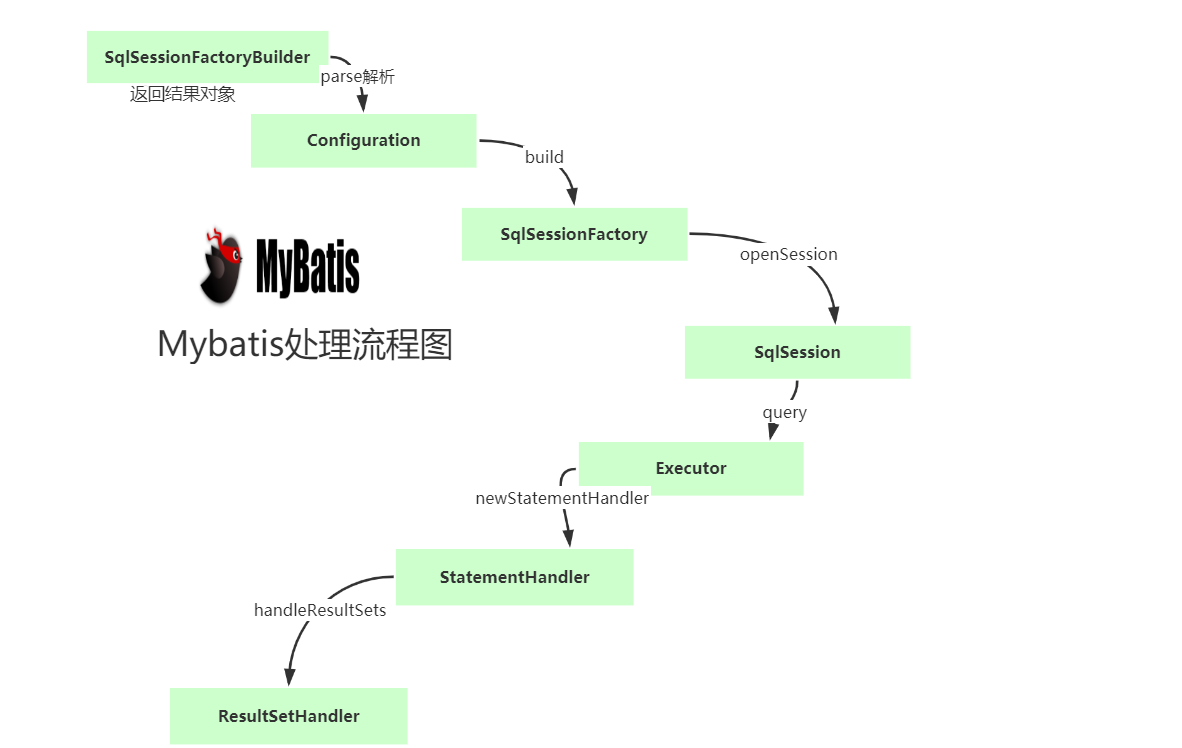 SqlSessionFactoryBuilder
parse解析
返回结果对象
Configuration
build
SqlSessionFactory
openSession
MyBatis
Mybatis处理流程图
SqlSession
query
Executor
newStatementHandler
StatementHandler
handleResultSets
ResultSetHandler